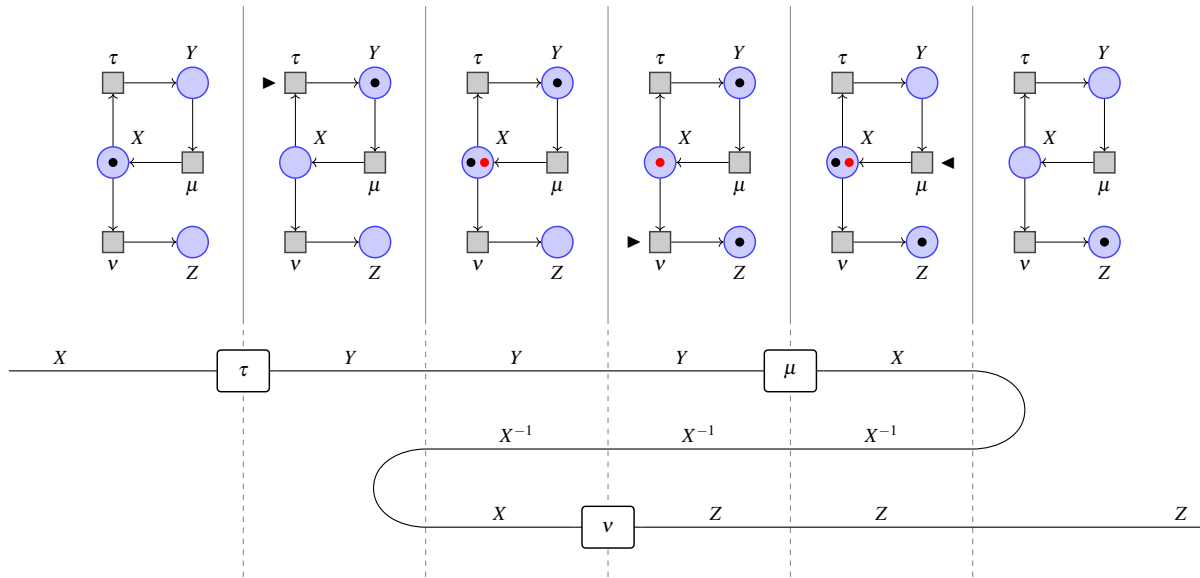 τ Y τ Y τ Y τ Y τ Y τ Y
X X X X X X
μ μ μ μ μ μ
ν Z ν Z ν Z ν Z ν Z ν Z
X τ Y Y Y μ X
X⁻¹ X⁻¹ X⁻¹
X ν Z Z Z